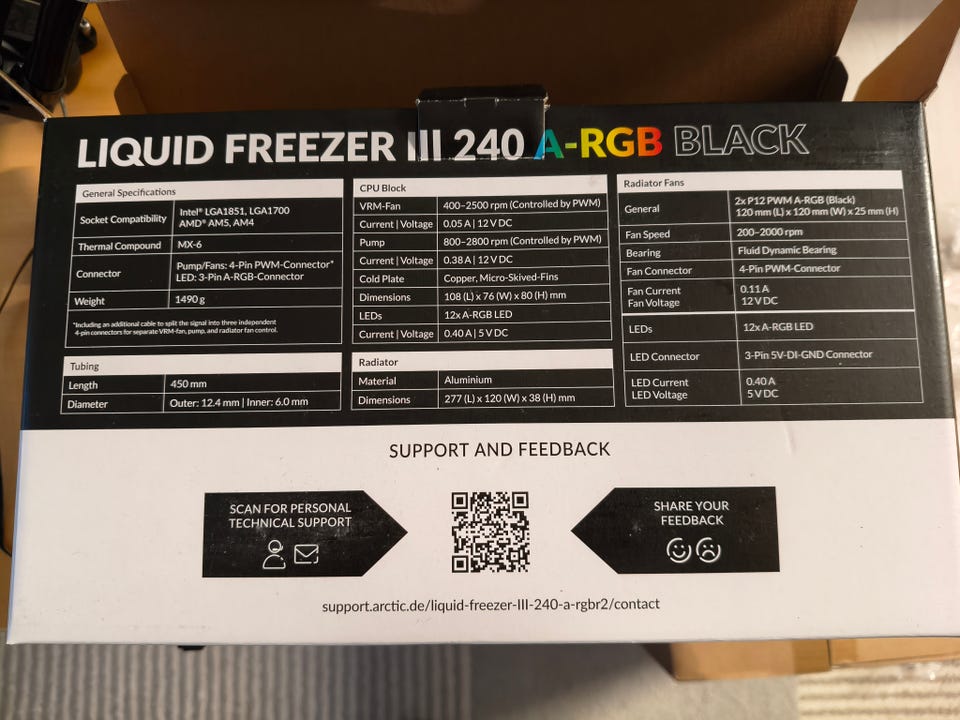 LIQUID FREEZER III 240 A-RGB BLACK
General Specifications
Socket Compatibility
Intel® LGA1851, LGA1700
AMD® AM5, AM4
Thermal Compound
MX-6
Connector
Pump/Fans: 4-Pin PWM-Connector*
LED: 3-Pin A-RGB-Connector
Weight
1490 g
*Including an additional cable to split the signal into three independent
4-pin connectors for separate VRM-fan, pump, and radiator fan control.
Tubing
Length
450 mm
Diameter
Outer: 12.4 mm | Inner: 6.0 mm
CPU Block
VRM-Fan
400–2500 rpm (Controlled by PWM)
Current | Voltage
0.05 A | 12 V DC
Pump
800–2800 rpm (Controlled by PWM)
Current | Voltage
0.38 A | 12 V DC
Cold Plate
Copper, Micro-Skived-Fins
Dimensions
108 (L) x 76 (W) x 80 (H) mm
LEDs
12x A-RGB LED
Current | Voltage
0.40 A | 5 V DC
Radiator
Material
Aluminium
Dimensions
277 (L) x 120 (W) x 38 (H) mm
Radiator Fans
General
2x P12 PWM A-RGB (Black)
120 mm (L) x 120 mm (W) x 25 mm (H)
Fan Speed
200–2000 rpm
Bearing
Fluid Dynamic Bearing
Fan Connector
4-Pin PWM-Connector
Fan Current
Fan Voltage
0.11 A
12 V DC
LEDs
12x A-RGB LED
LED Connector
3-Pin 5V-DI-GND Connector
LED Current
LED Voltage
0.40 A
5 V DC
SUPPORT AND FEEDBACK
SCAN FOR PERSONAL
TECHNICAL SUPPORT
SHARE YOUR
FEEDBACK
support.arctic.de/liquid-freezer-III-240-a-rgbr2/contact